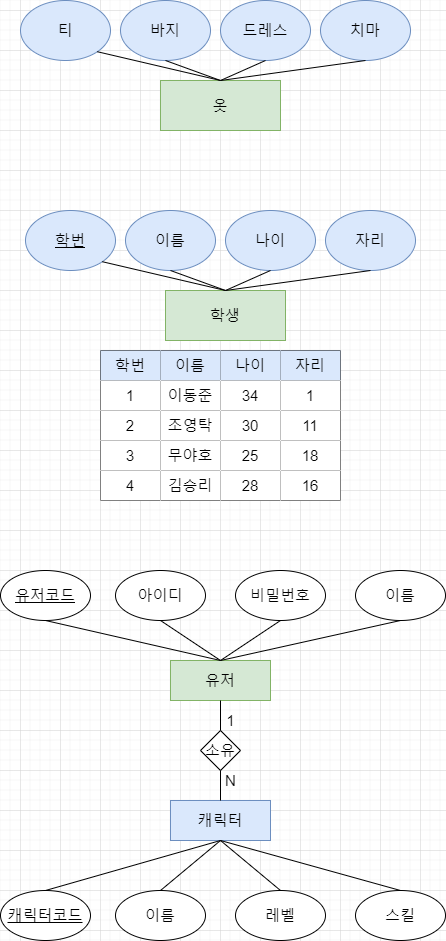 티 바지 드레스 치마
옷
학번 이름 나이 자리
학생
학번 이름 나이 자리
1 이동준 34 1
2 조영탁 30 11
3 무야호 25 18
4 김승리 28 16
유저코드 아이디 비밀번호 이름
유저
1
소유
N
캐릭터
캐릭터코드 이름 레벨 스킬